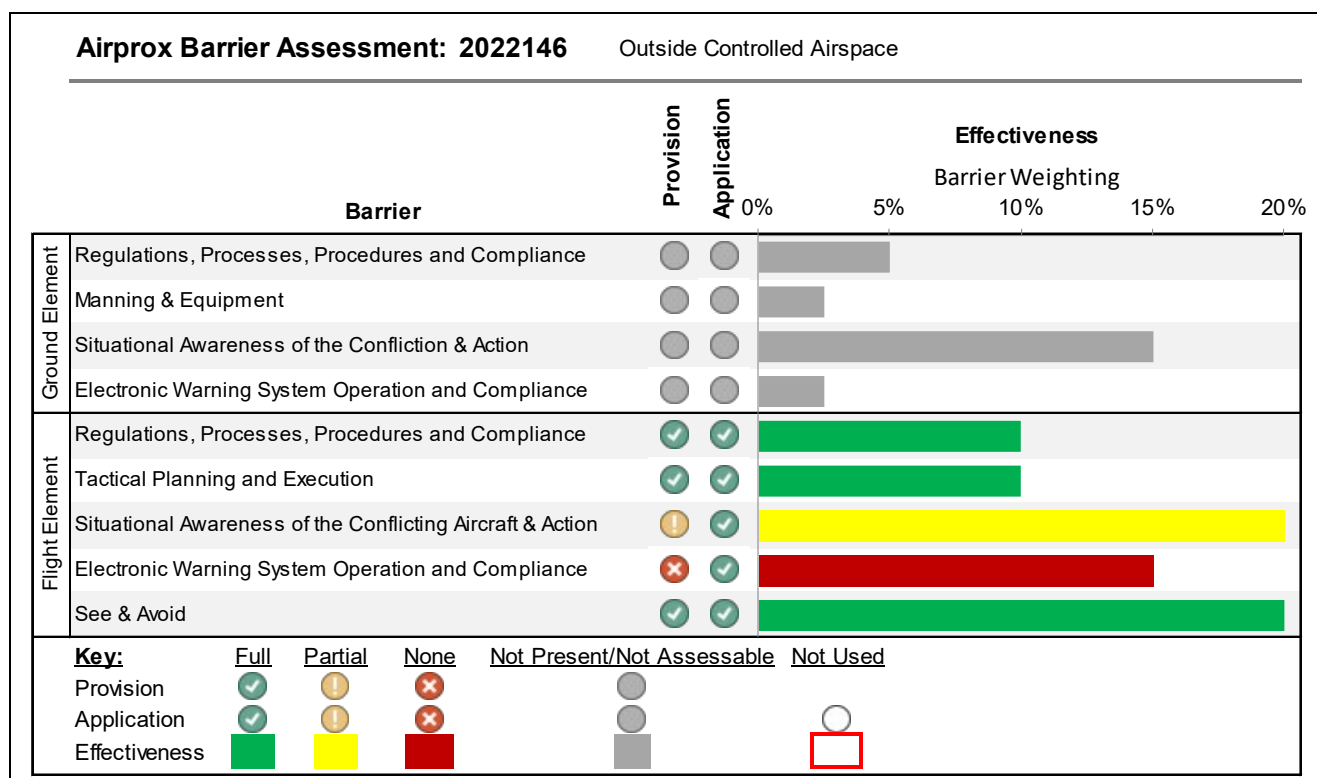 Airprox Barrier Assessment: 2022146 Outside Controlled Airspace
Provision
Application
Effectiveness
Barrier Weighting
Barrier
0% 5% 10% 15% 20%
Ground Element
Regulations, Processes, Procedures and Compliance
Manning & Equipment
Situational Awareness of the Confliction & Action
Electronic Warning System Operation and Compliance
Flight Element
Regulations, Processes, Procedures and Compliance
Tactical Planning and Execution
Situational Awareness of the Conflicting Aircraft & Action
Electronic Warning System Operation and Compliance
See & Avoid
Key: Full Partial None Not Present/Not Assessable Not Used
Provision
Application
Effectiveness